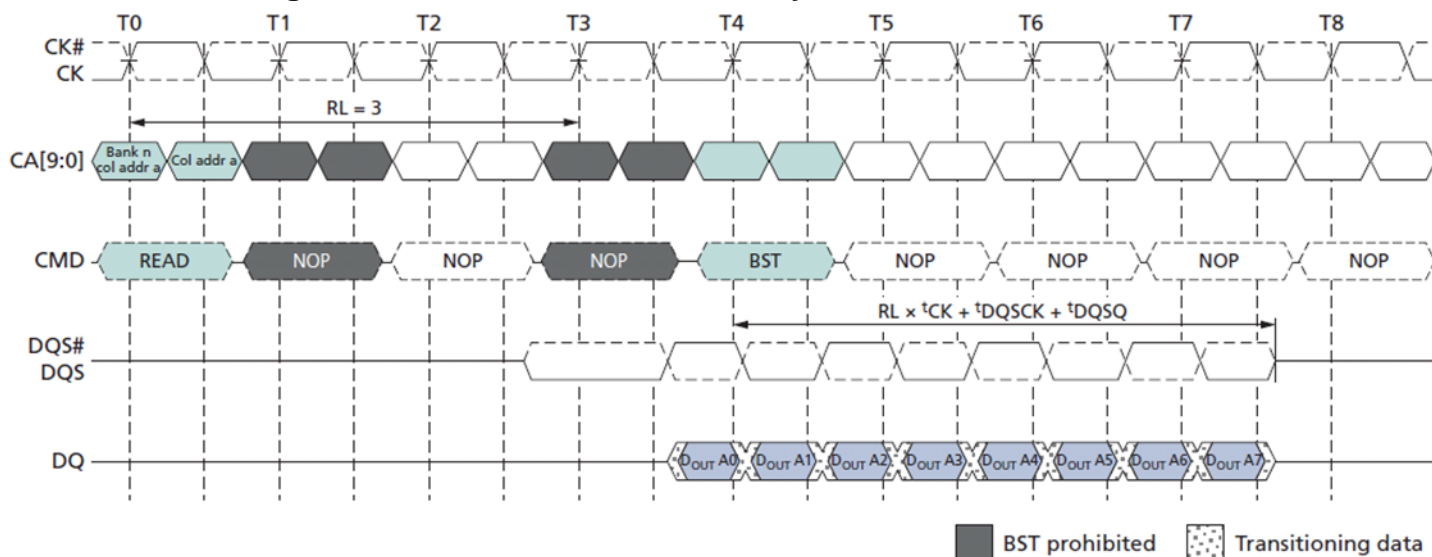 T0 T1 T2 T3 T4 T5 T6 T7 T8
CK#
CK
RL = 3
CA[9:0] Bank n col addr a Col addr a
CMD READ NOP NOP NOP BST NOP NOP NOP NOP
RL × tCK + tDQSCK + tDQSQ
DQS#
DQS
DQ DOUT A0 DOUT A1 DOUT A2 DOUT A3 DOUT A4 DOUT A5 DOUT A6 DOUT A7
BST prohibited Transitioning data